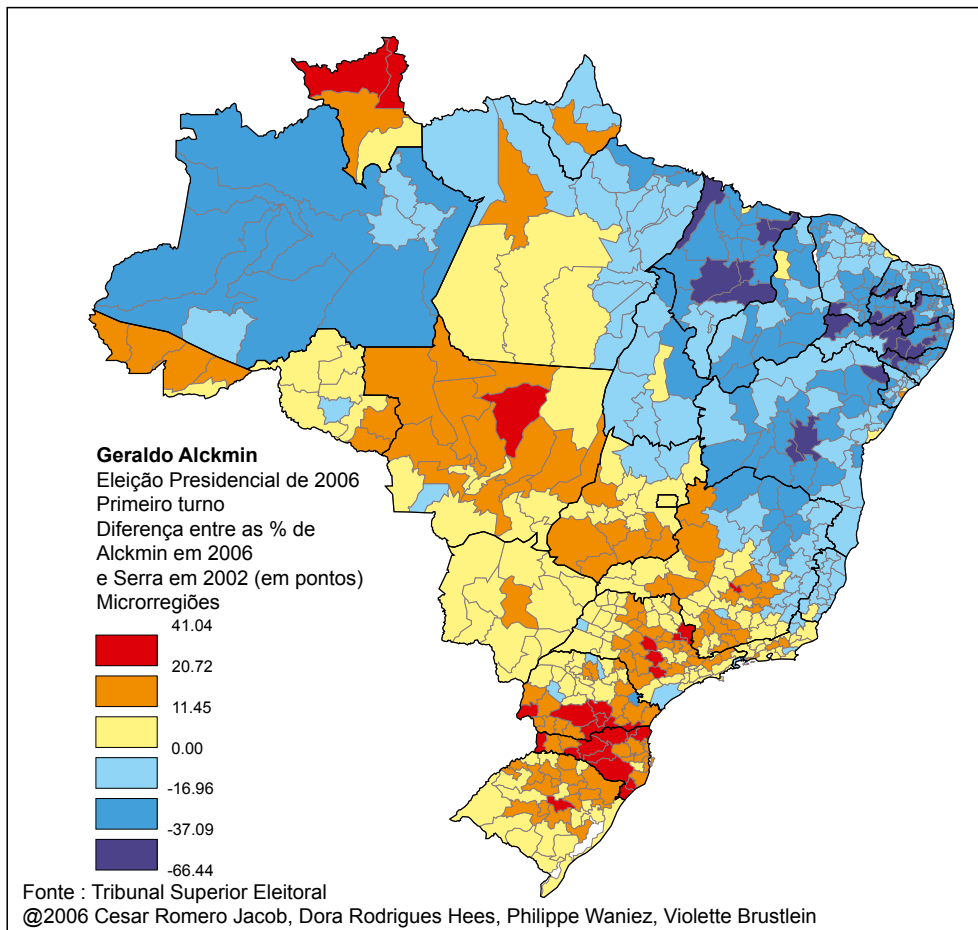 Geraldo Alckmin
Eleição Presidencial de 2006
Primeiro turno
Diferença entre as % de
Alckmin em 2006
e Serra em 2002 (em pontos)
Microrregiões
41.04
20.72
11.45
0.00
-16.96
-37.09
-66.44
Fonte : Tribunal Superior Eleitoral
@2006 Cesar Romero Jacob, Dora Rodrigues Hees, Philippe Waniez, Violette Brustlein